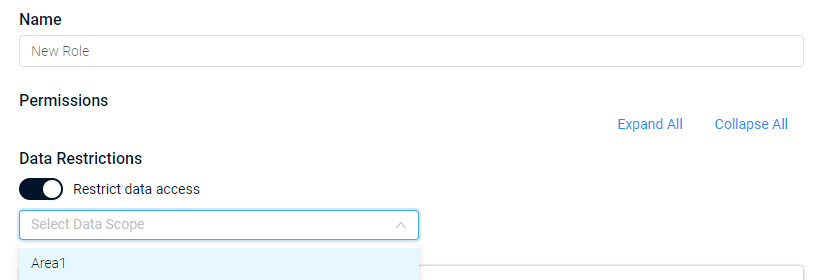 Name
New Role
Permissions
Expand All Collapse All
Data Restrictions
Restrict data access
Select Data Scope
Area1